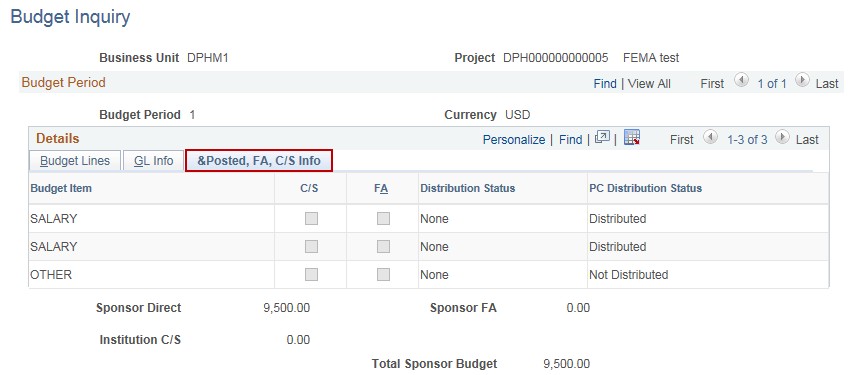 Budget Inquiry
Business Unit DPHM1 Project DPH000000000005 FEMA test
Budget Period Find | View All First 1 of 1 Last
Budget Period 1 Currency USD
Details Personalize | Find | | First 1-3 of 3 Last
Budget Lines GL Info &Posted, FA, C/S Info
Budget Item C/S FA Distribution Status PC Distribution Status
SALARY None Distributed
SALARY None Distributed
OTHER None Not Distributed
Sponsor Direct 9,500.00 Sponsor FA 0.00
Institution C/S 0.00
Total Sponsor Budget 9,500.00